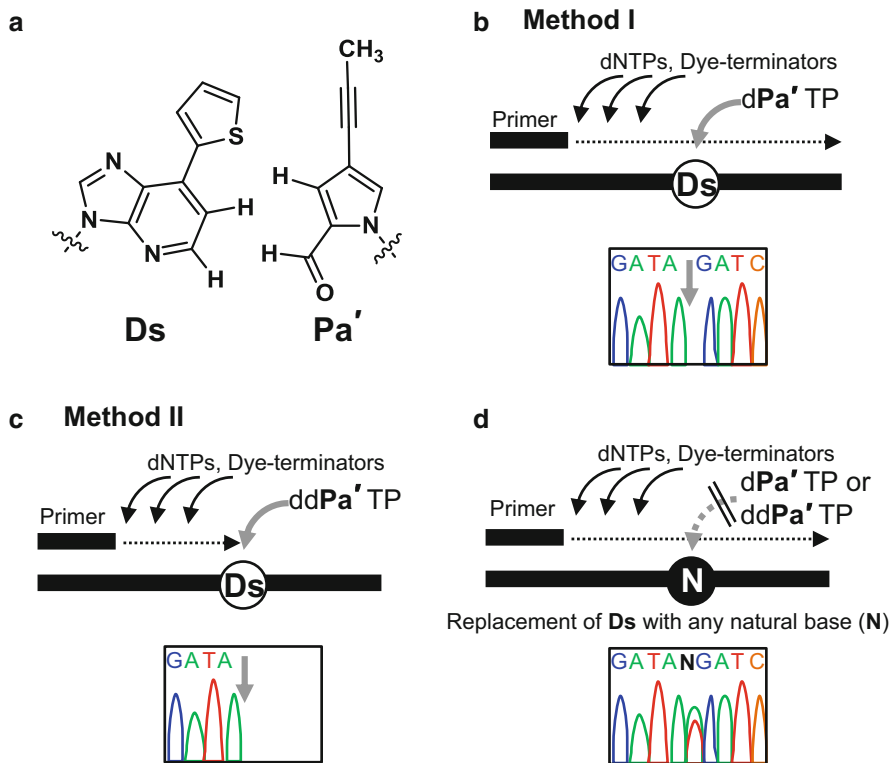 a
CH3
S
N
N
N
H
H
H
H
N
O
Ds
Pa′
b Method I
dNTPs, Dye-terminators
dPa′ TP
Primer
Ds
GATA GATC
c Method II
dNTPs, Dye-terminators
ddPa′ TP
Primer
Ds
GATA
d
dNTPs, Dye-terminators
dPa′ TP or
ddPa′ TP
Primer
N
Replacement of Ds with any natural base (N)
GATANGATC